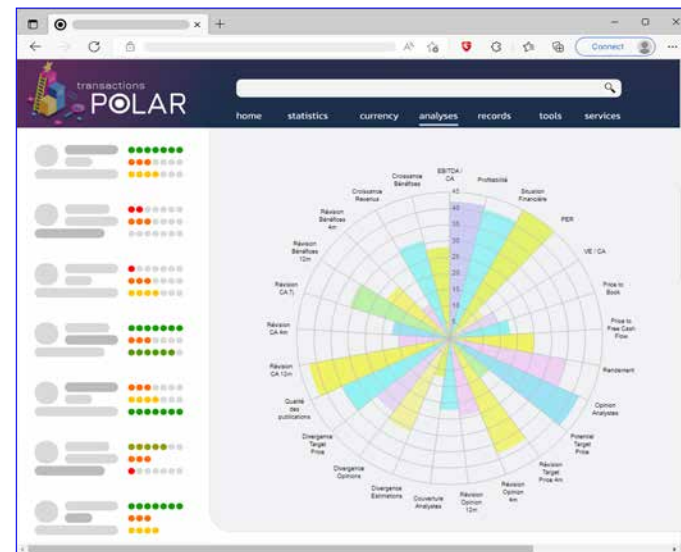 Connect
transactions
POLAR
home statistics currency analyses records tools services
EBITDA /
CA
Profitabilité
Situation
Financière
PER
VE / CA
Price to
Book
Price to
Free Cash
Flow
Rendement
Opinion
Analystes
Potential
Target
Price
Révision
Target
Price 4m
Révision
Opinion
4m
Révision
Opinion
12m
Couverture
Analystes
Divergence
Estimations
Divergence
Opinions
Divergence
Target
Price
Qualité
des
publications
Révision
CA 12m
Révision
CA 4m
Révision
CA 7j
Révision
Bénéfices
12m
Révision
Bénéfices
4m
Croissance
Revenus
Croissance
Bénéfices
45
40
35
30
25
20
15
10
5